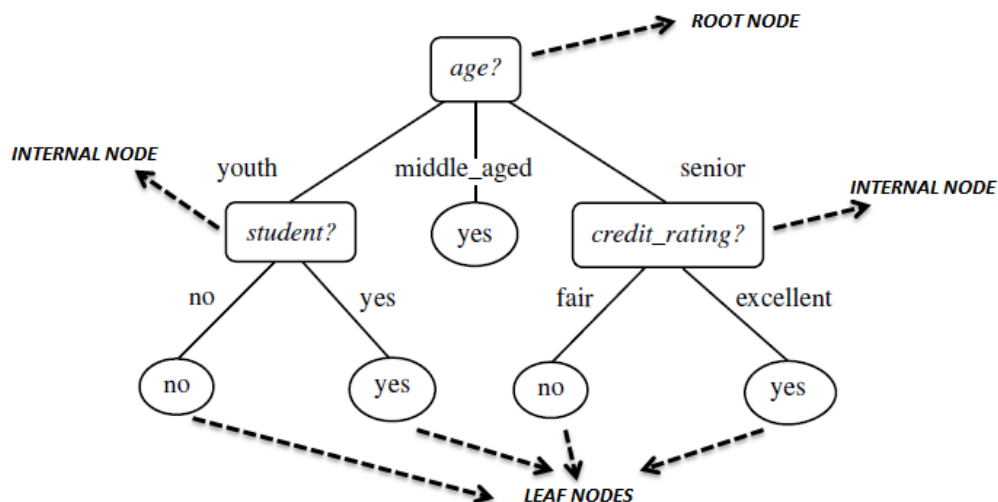 ROOT NODE
age?
INTERNAL NODE
youth
middle_aged
senior
INTERNAL NODE
student?
yes
credit_rating?
no
yes
fair
excellent
no
yes
no
yes
LEAF NODES